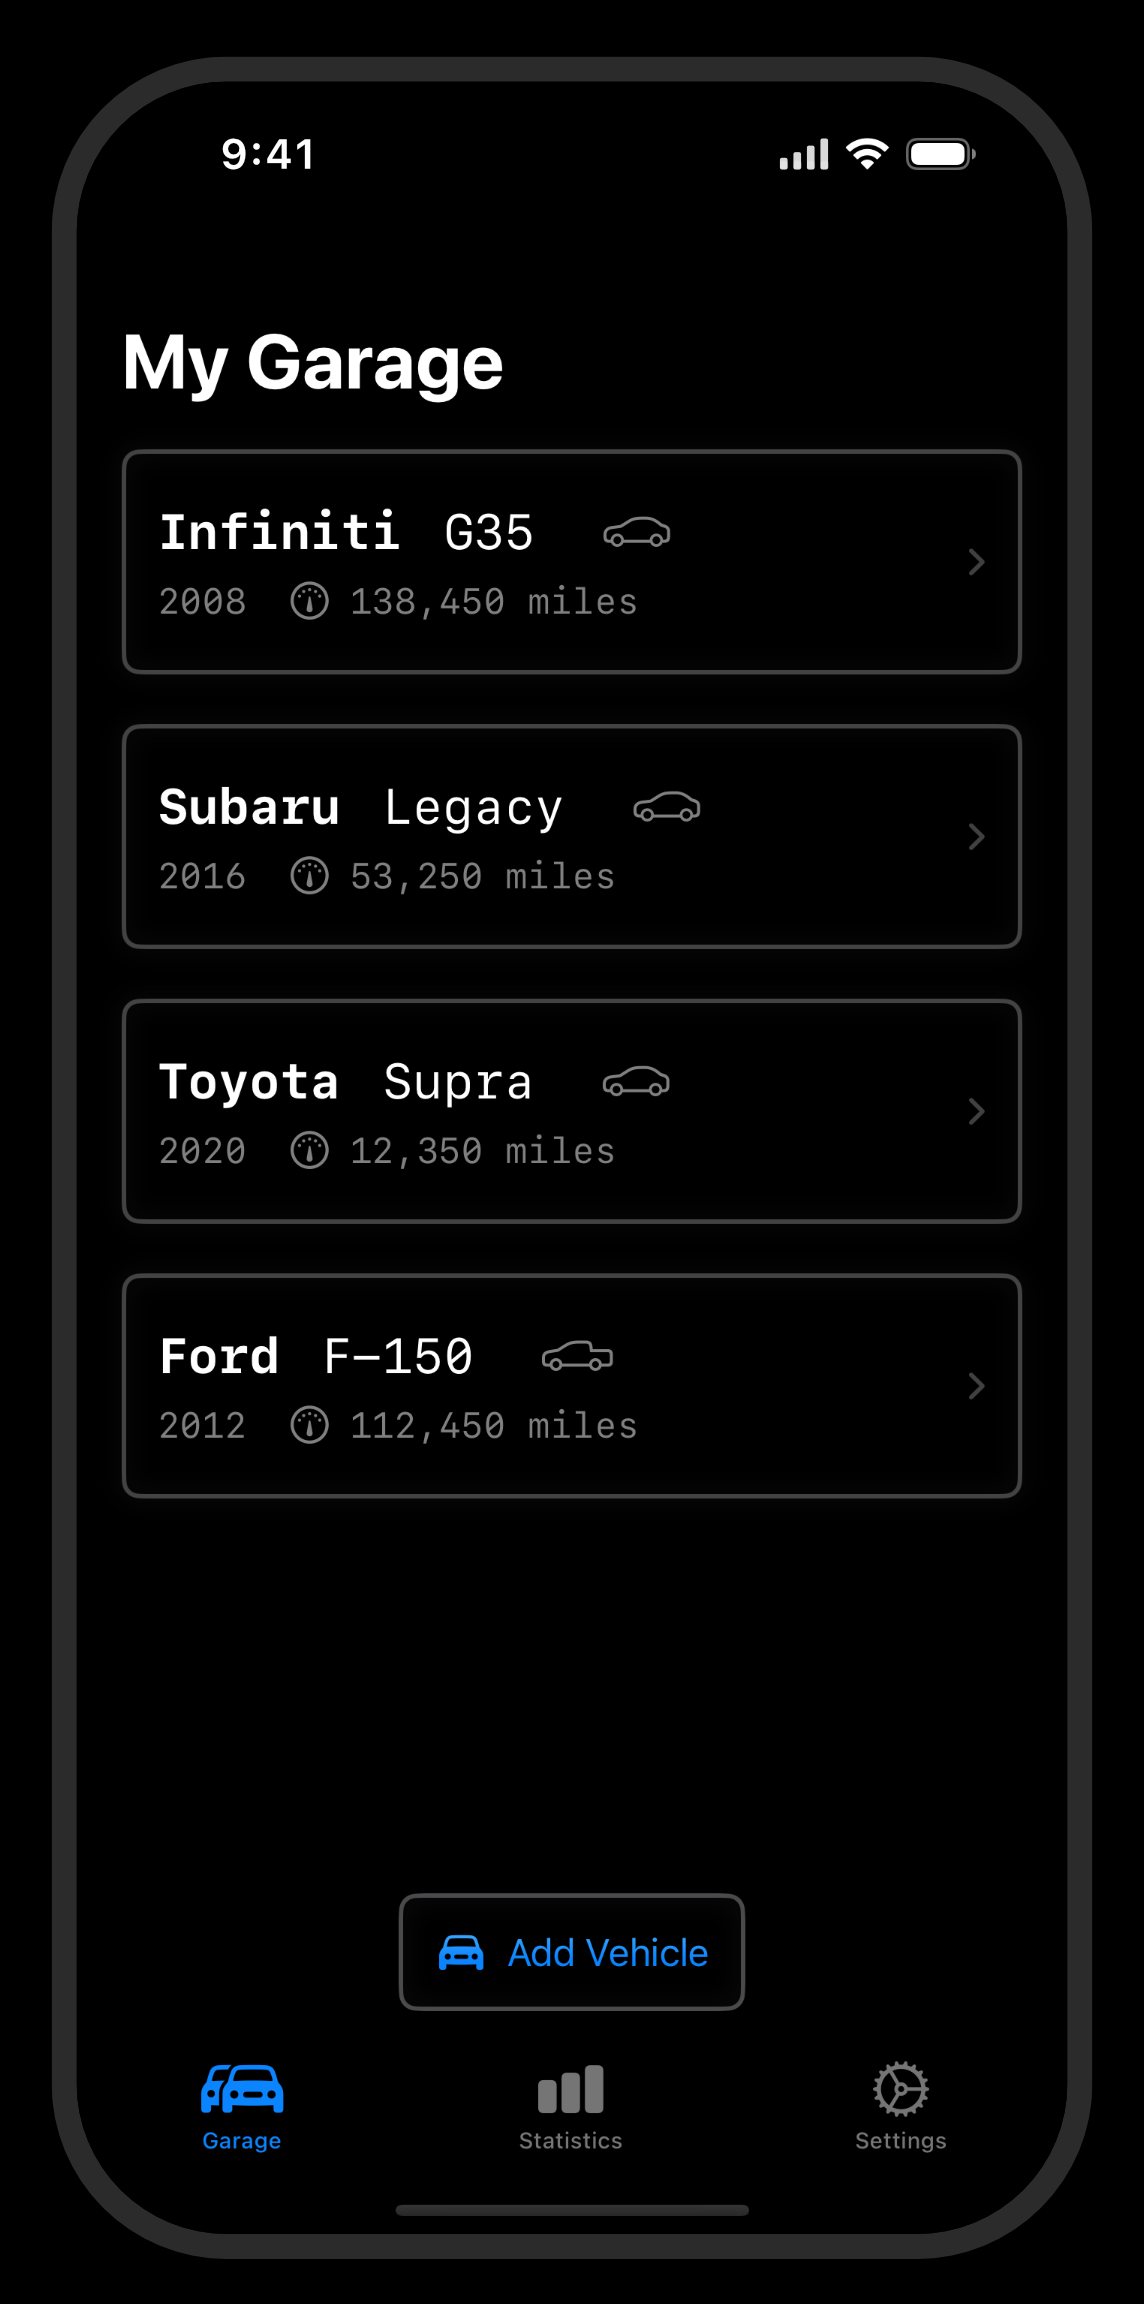 9:41
My Garage
Infiniti G35
2008 138,450 miles
Subaru Legacy
2016 53,250 miles
Toyota Supra
2020 12,350 miles
Ford F-150
2012 112,450 miles
Add Vehicle
Garage Statistics Settings